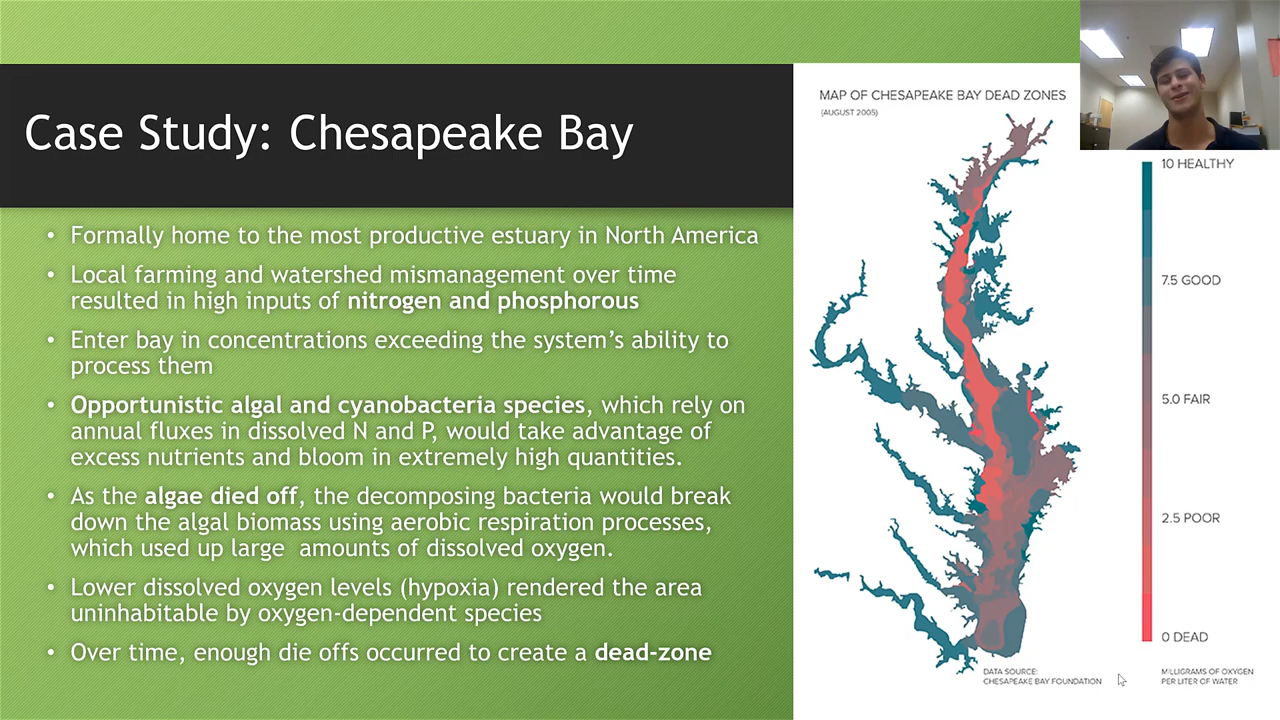 Case Study: Chesapeake Bay
• Formally home to the most productive estuary in North America
• Local farming and watershed mismanagement over time
resulted in high inputs of nitrogen and phosphorous
• Enter bay in concentrations exceeding the system's ability to
process them
• Opportunistic algal and cyanobacteria species, which rely on
annual fluxes in dissolved N and P, would take advantage of
excess nutrients and bloom in extremely high quantities.
• As the algae died off, the decomposing bacteria would break
down the algal biomass using aerobic respiration processes,
which used up large  amounts of dissolved oxygen.
• Lower dissolved oxygen levels (hypoxia) rendered the area
uninhabitable by oxygen-dependent species
• Over time, enough die offs occurred to create a dead-zone
MAP OF CHESAPEAKE BAY DEAD ZONES
(AUGUST 2005)
10 HEALTHY
7.5 GOOD
5.0 FAIR
2.5 POOR
0 DEAD
DATA SOURCE:
CHESAPEAKE BAY FOUNDATION
MILLIGRAMS OF OXYGEN
PER LITER OF WATER